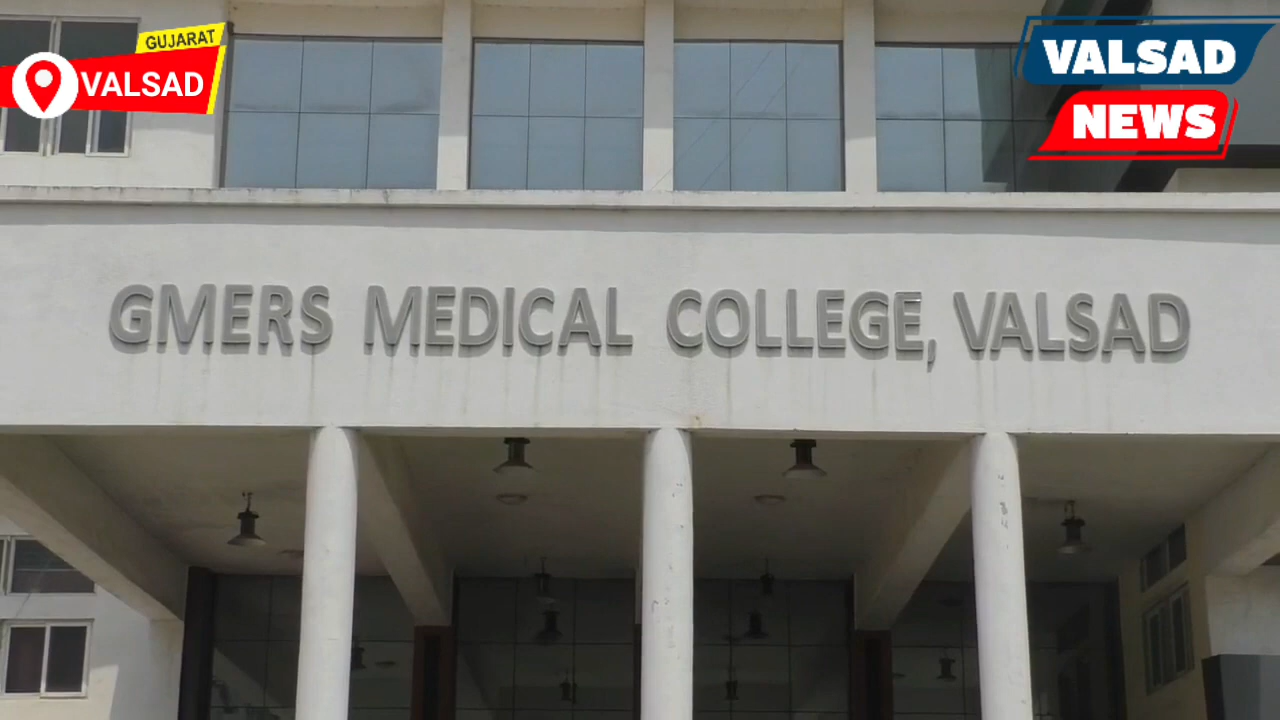 GUJARAT
VALSAD
VALSAD
NEWS
GMERS MEDICAL COLLEGE, VALSAD